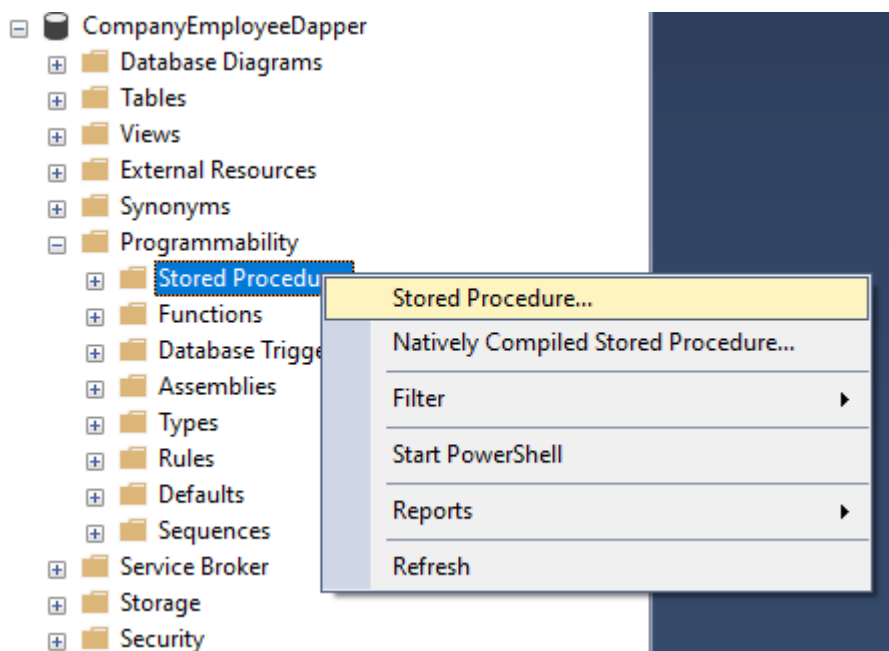 CompanyEmployeeDapper
Database Diagrams
Tables
Views
External Resources
Synonyms
Programmability
Stored Procedu
Functions
Database Trigge
Assemblies
Types
Rules
Defaults
Sequences
Service Broker
Storage
Security
Stored Procedure...
Natively Compiled Stored Procedure...
Filter
Start PowerShell
Reports
Refresh